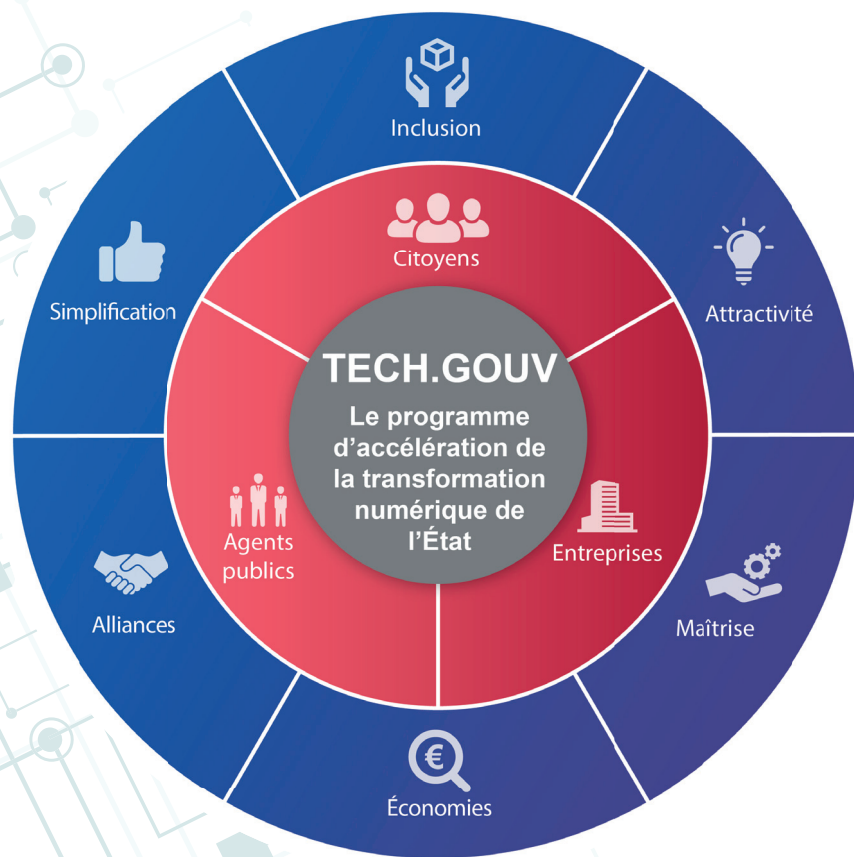 Inclusion
Citoyens
Simplification
Attractivité
TECH.GOUV
Le programme
d'accélération de
la transformation
numérique de
l'État
Agents
publics
Entreprises
Alliances
Maîtrise
€
Économies